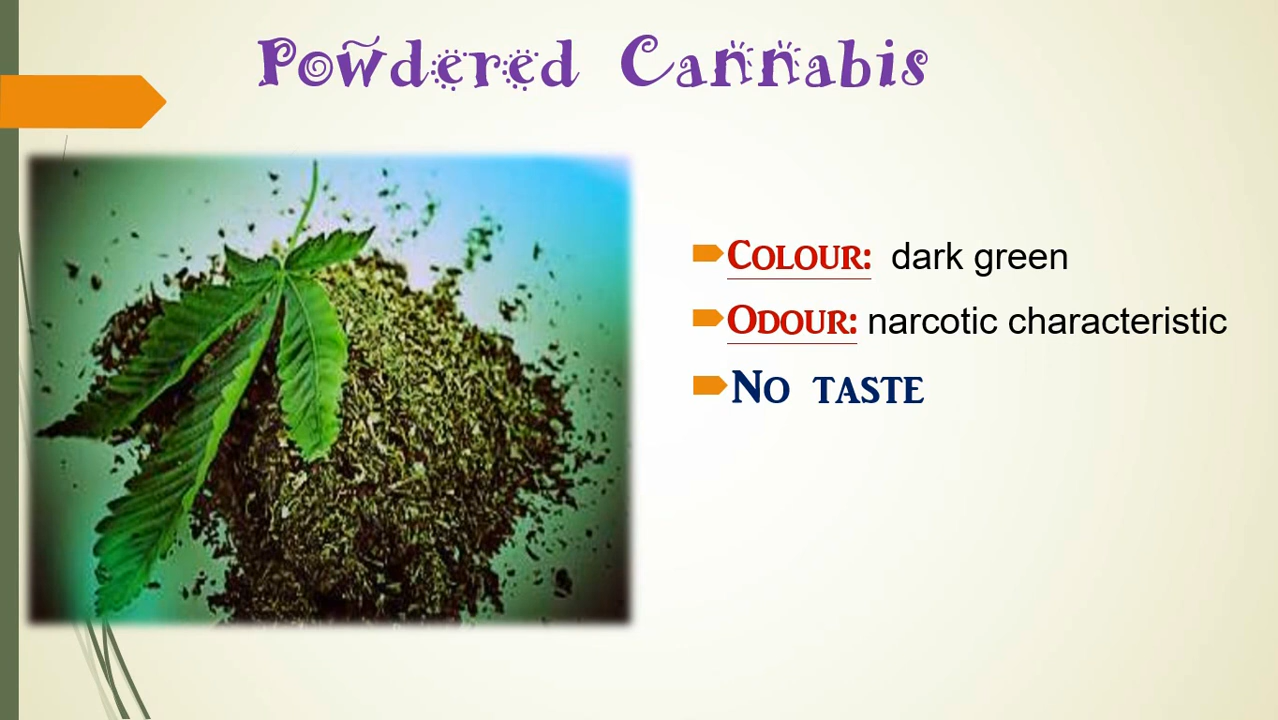 Powdered Cannabis
Colour: dark green
Odour: narcotic characteristic
No taste